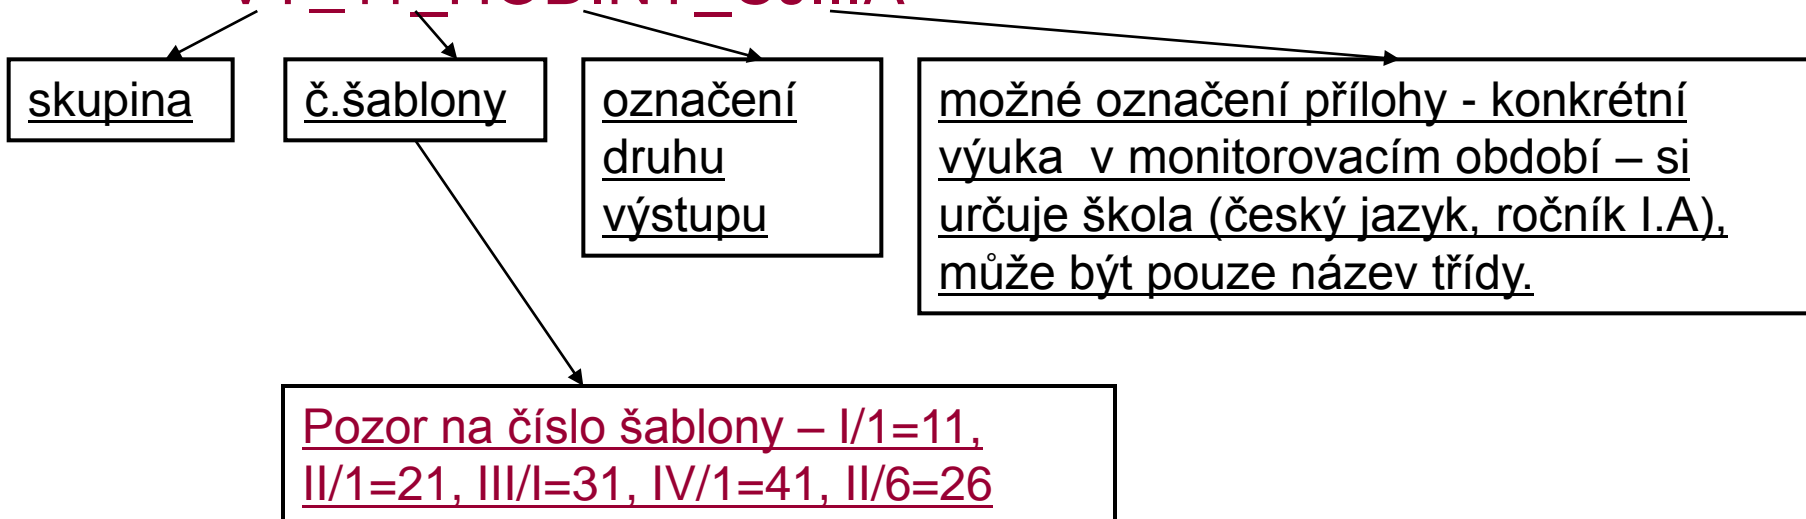 skupina
č.šablony
označení
druhu
výstupu
možné označení přílohy - konkrétní
výuka  v monitorovacím období – si
určuje škola (český jazyk, ročník I.A),
může být pouze název třídy.
Pozor na číslo šablony – I/1=11,
II/1=21, III/I=31, IV/1=41, II/6=26